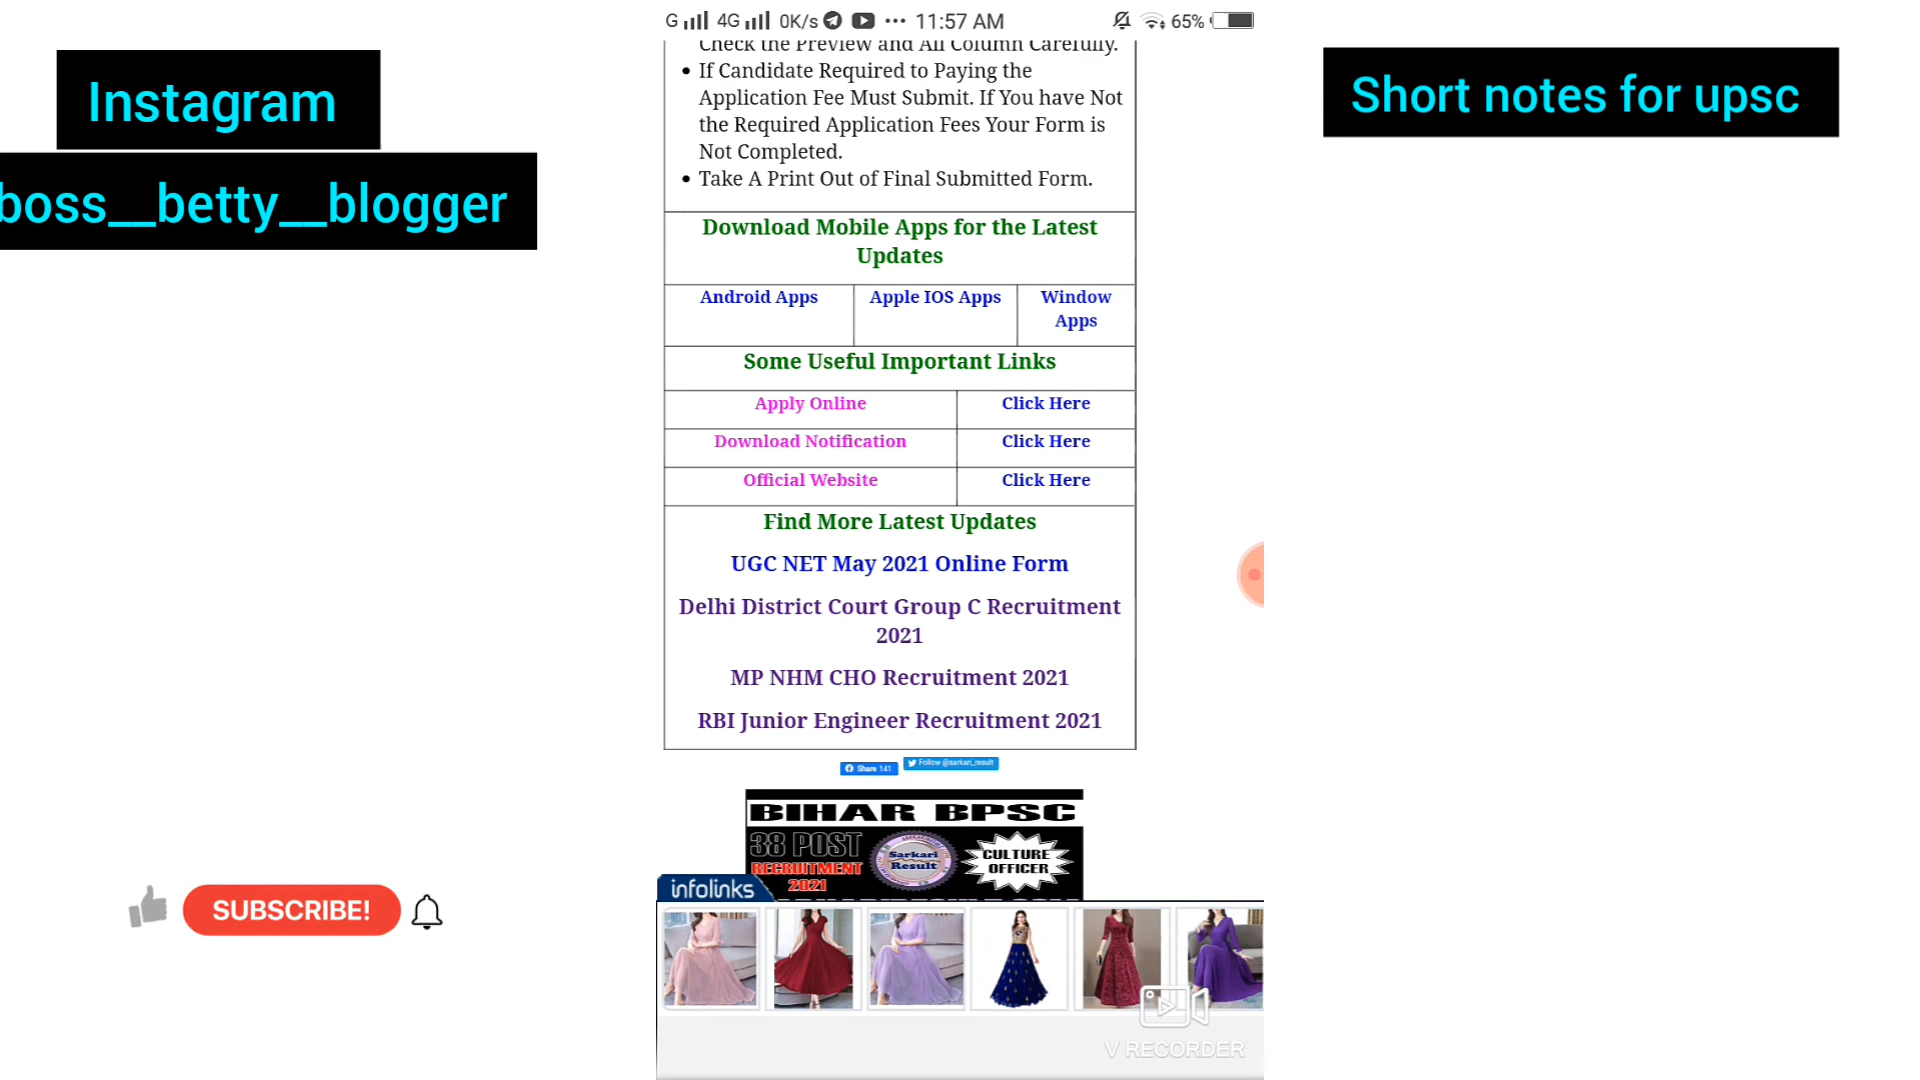 Instagram
boss__betty__blogger
Short notes for upsc
G 4G 0K/s 11:57 AM 65%
Check the Preview and All Column Carefully.
If Candidate Required to Paying the
Application Fee Must Submit. If You have Not
the Required Application Fees Your Form is
Not Completed.
Take A Print Out of Final Submitted Form.
Download Mobile Apps for the Latest
Updates
Android Apps Apple IOS Apps Window
Apps
Some Useful Important Links
Apply Online Click Here
Download Notification Click Here
Official Website Click Here
Find More Latest Updates
UGC NET May 2021 Online Form
Delhi District Court Group C Recruitment
2021
MP NHM CHO Recruitment 2021
RBI Junior Engineer Recruitment 2021
Share 141 Follow @sarkari_result
BIHAR BPSC
38 POST
RECRUITMENT
2021
Sarkari
Result
CULTURE
OFFICER
infolinks
SUBSCRIBE!
V RECORDER